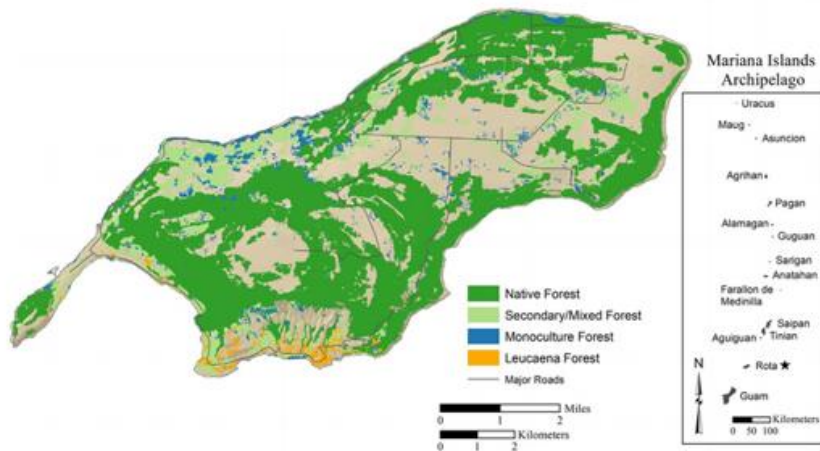 Mariana Islands
Archipelago
Uracus
Maug
Asuncion
Agrihan
Pagan
Alamagan
Guguan
Sarigan
Anatahan
Farallon de
Medinilla
Saipan
Tinian
Aguiguan
Rota
Guam
N
Kilometers
0 50 100
Native Forest
Secondary/Mixed Forest
Monoculture Forest
Leucaena Forest
Major Roads
Miles
0 1 2
Kilometers
0 1 2